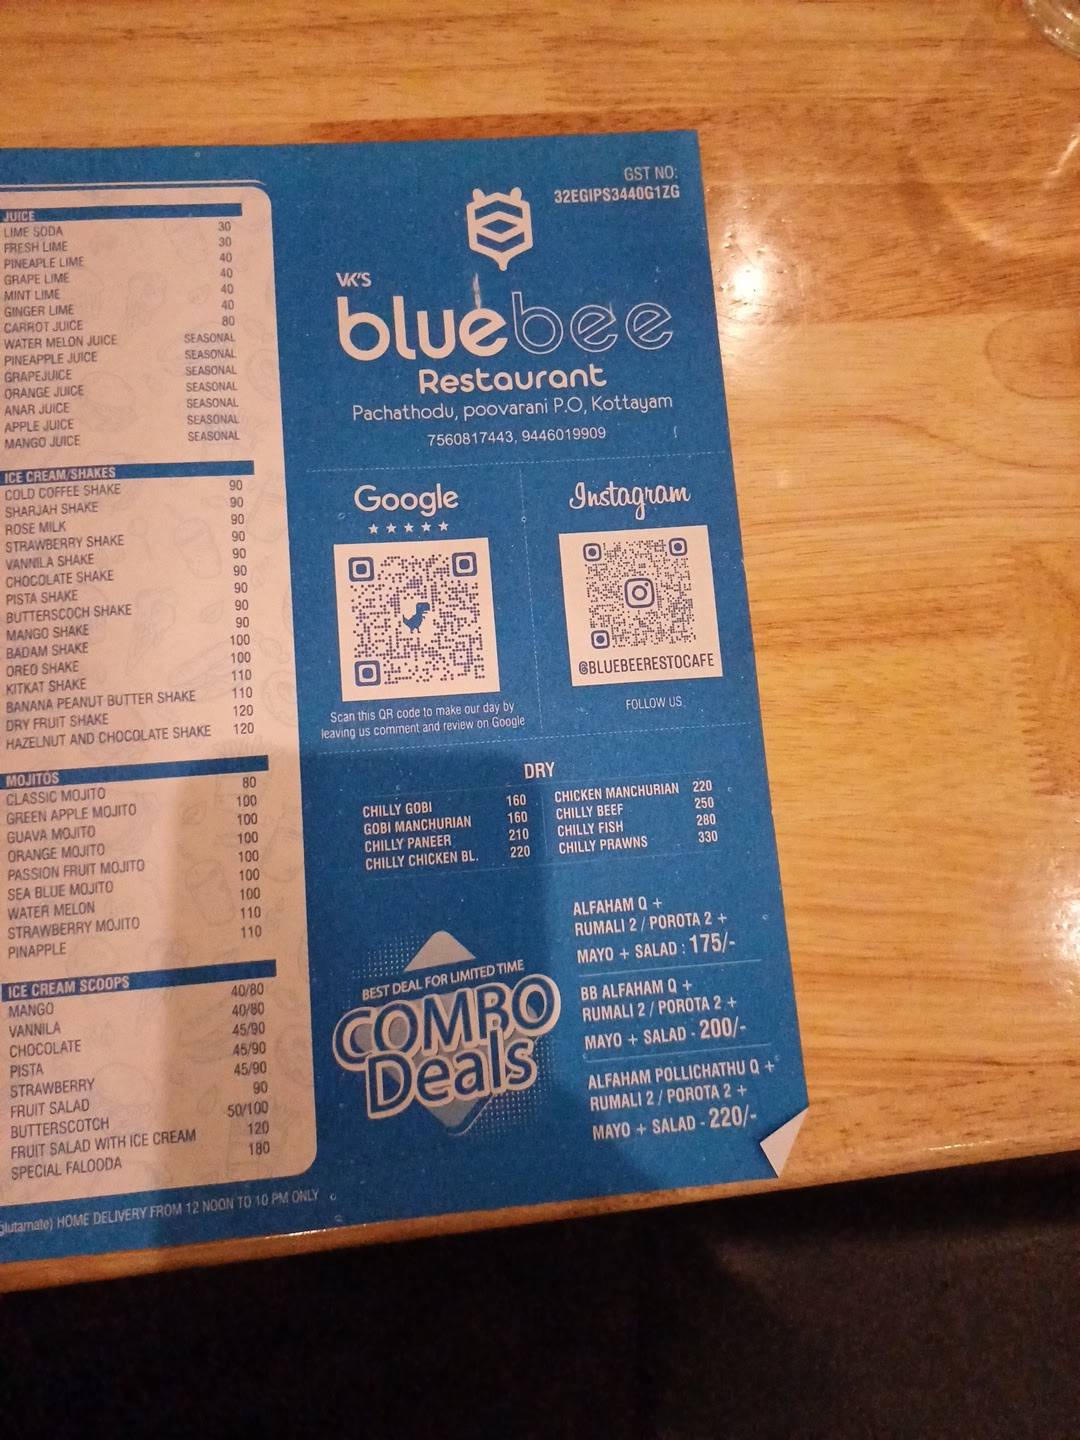 JUICE
LIME SODA 30
FRESH LIME 30
PINEAPLE LIME 40
GRAPE LIME 40
MINT LIME 40
GINGER LIME 40
CARROT JUICE 80
WATER MELON JUICE SEASONAL
PINEAPPLE JUICE SEASONAL
GRAPEJUICE SEASONAL
ORANGE JUICE SEASONAL
ANAR JUICE SEASONAL
APPLE JUICE SEASONAL
MANGO JUICE SEASONAL
ICE CREAM/SHAKES
COLD COFFEE SHAKE 90
SHARJAH SHAKE 90
ROSE MILK 90
STRAWBERRY SHAKE 90
VANNILA SHAKE 90
CHOCOLATE SHAKE 90
PISTA SHAKE 90
BUTTERSCOCH SHAKE 90
MANGO SHAKE 90
BADAM SHAKE 100
OREO SHAKE 100
KITKAT SHAKE 110
BANANA PEANUT BUTTER SHAKE 110
DRY FRUIT SHAKE 120
HAZELNUT AND CHOCOLATE SHAKE 120
MOJITOS
CLASSIC MOJITO 80
GREEN APPLE MOJITO 100
GUAVA MOJITO 100
ORANGE MOJITO 100
PASSION FRUIT MOJITO 100
SEA BLUE MOJITO 100
WATER MELON 100
STRAWBERRY MOJITO 110
PINAPPLE 110
ICE CREAM SCOOPS
MANGO 40/80
VANNILA 40/80
CHOCOLATE 45/90
PISTA 45/90
STRAWBERRY 45/90
FRUIT SALAD 90
BUTTERSCOTCH 50/100
FRUIT SALAD WITH ICE CREAM 120
SPECIAL FALOODA 180
glutamate) HOME DELIVERY FROM 12 NOON TO 10 PM ONLY
GST NO:
32EGIPS3440G1ZG
VK'S
bluebee
Restaurant
Pachathodu, poovarani P.O, Kottayam
7560817443, 9446019909
Google
Scan this QR code to make our day by
leaving us comment and review on Google
Instagram
@BLUEBEERESTOCAFE
FOLLOW US
DRY
CHILLY GOBI 160
GOBI MANCHURIAN 160
CHILLY PANEER 210
CHILLY CHICKEN BL. 220
CHICKEN MANCHURIAN 220
CHILLY BEEF 250
CHILLY FISH 280
CHILLY PRAWNS 330
BEST DEAL FOR LIMITED TIME
COMBO
Deals
ALFAHAM Q +
RUMALI 2 / POROTA 2 +
MAYO + SALAD : 175/-
BB ALFAHAM Q +
RUMALI 2 / POROTA 2 +
MAYO + SALAD - 200/-
ALFAHAM POLLICHATHU Q +
RUMALI 2 / POROTA 2 +
MAYO + SALAD - 220/-